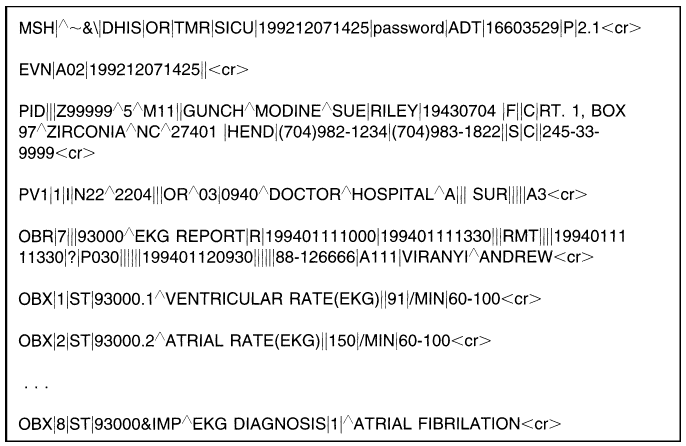 MSH|^~&\|DHIS|OR|TMR|SICU|199212071425|password|ADT|16603529|P|2.1<cr>
EVN|A02|199212071425||<cr>
PID|||Z99999^5^M11||GUNCH^MODINE^SUE|RILEY|19430704 |F||C|RT. 1, BOX
97^ZIRCONIA^NC^27401 |HEND|(704)982-1234|(704)983-1822||S|C||245-33-
9999<cr>
PV1|1|I|N22^2204|||OR^03|0940^DOCTOR^HOSPITAL^A||| SUR|||||A3<cr>
OBR|7|||93000^EKG REPORT|R|199401111000|199401111330|||RMT||||19940111
11330|?|P030||||||199401120930||||||88-126666|A111|VIRANYI^ANDREW<cr>
OBX|1|ST|93000.1^VENTRICULAR RATE(EKG)||91|/MIN|60-100<cr>
OBX|2|ST|93000.2^ATRIAL RATE(EKG)||150|/MIN|60-100<cr>
. . .
OBX|8|ST|93000&IMP^EKG DIAGNOSIS|1|^ATRIAL FIBRILATION<cr>